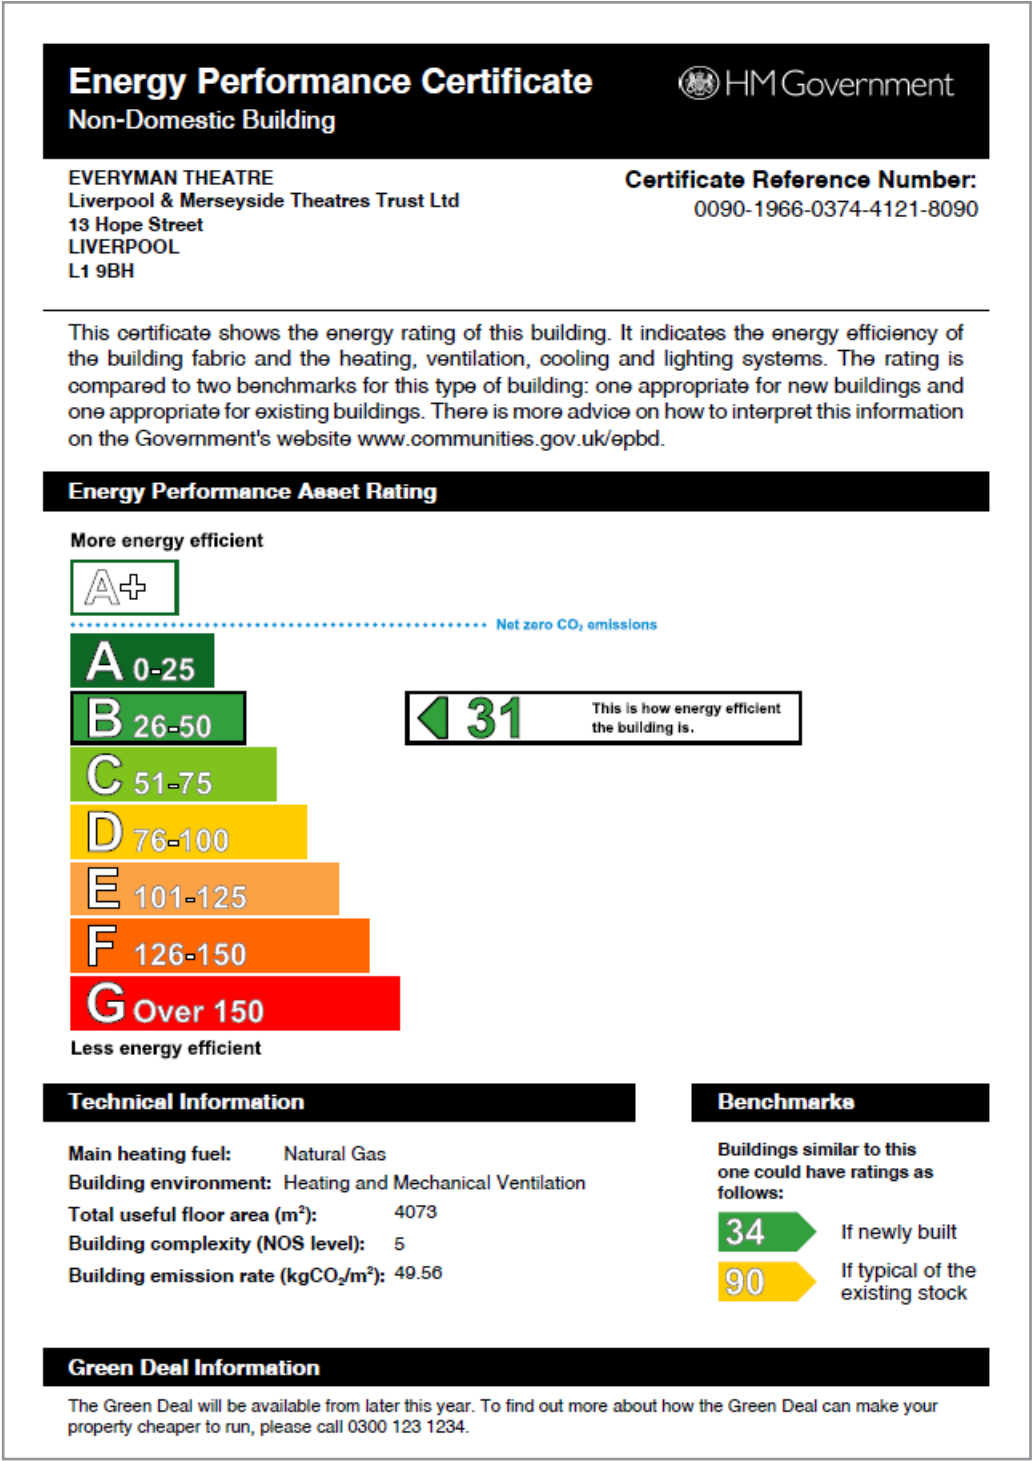 Energy Performance Certificate
HM Government
Non-Domestic Building
EVERYMAN THEATRE
Liverpool & Merseyside Theatres Trust Ltd
13 Hope Street
LIVERPOOL
L1 9BH
Certificate Reference Number:
0090-1966-0374-4121-8090
This certificate shows the energy rating of this building. It indicates the energy efficiency of
the building fabric and the heating, ventilation, cooling and lighting systems. The rating is
compared to two benchmarks for this type of building: one appropriate for new buildings and
one appropriate for existing buildings. There is more advice on how to interpret this information
on the Government's website www.communities.gov.uk/epbd.
Energy Performance Asset Rating
More energy efficient
A+
Net zero CO₂ emissions
A 0-25
B 26-50
31
This is how energy efficient
the building is.
C 51-75
D 76-100
E 101-125
F 126-150
G Over 150
Less energy efficient
Technical Information
Main heating fuel: Natural Gas
Building environment: Heating and Mechanical Ventilation
Total useful floor area (m²): 4073
Building complexity (NOS level): 5
Building emission rate (kgCO₂/m²): 49.56
Benchmarks
Buildings similar to this
one could have ratings as
follows:
34 If newly built
90 If typical of the
existing stock
Green Deal Information
The Green Deal will be available from later this year. To find out more about how the Green Deal can make your
property cheaper to run, please call 0300 123 1234.